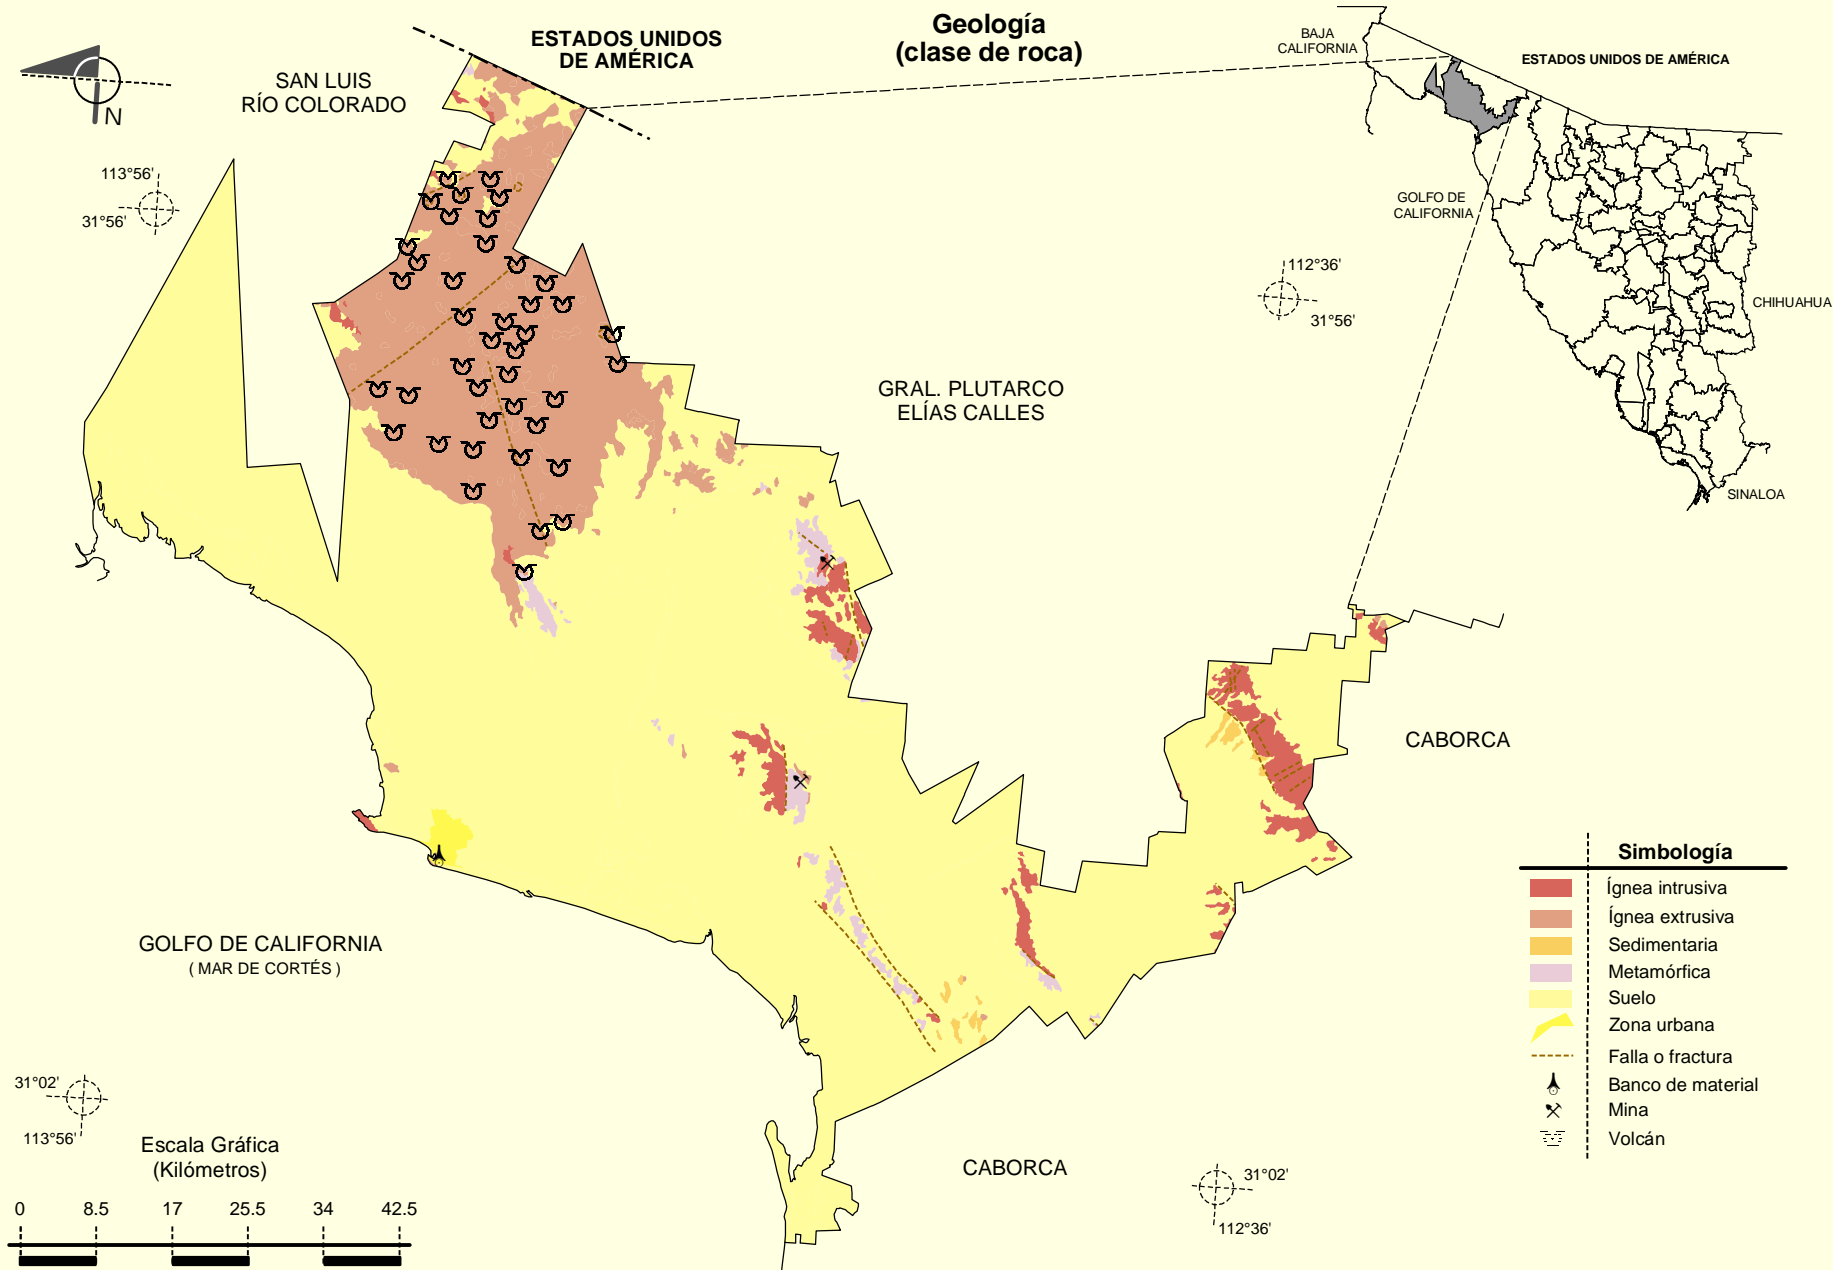 Geología
(clase de roca)
ESTADOS UNIDOS
DE AMÉRICA
SAN LUIS
RÍO COLORADO
N
113°56'
31°56'
BAJA
CALIFORNIA
ESTADOS UNIDOS DE AMÉRICA
GOLFO DE
CALIFORNIA
CHIHUAHUA
SINALOA
112°36'
31°56'
GRAL. PLUTARCO
ELÍAS CALLES
CABORCA
GOLFO DE CALIFORNIA
( MAR DE CORTÉS )
31°02'
113°56'
CABORCA
31°02'
112°36'
Escala Gráfica
(Kilómetros)
0 8.5 17 25.5 34 42.5
Simbología
Ígnea intrusiva
Ígnea extrusiva
Sedimentaria
Metamórfica
Suelo
Zona urbana
Falla o fractura
Banco de material
Mina
Volcán